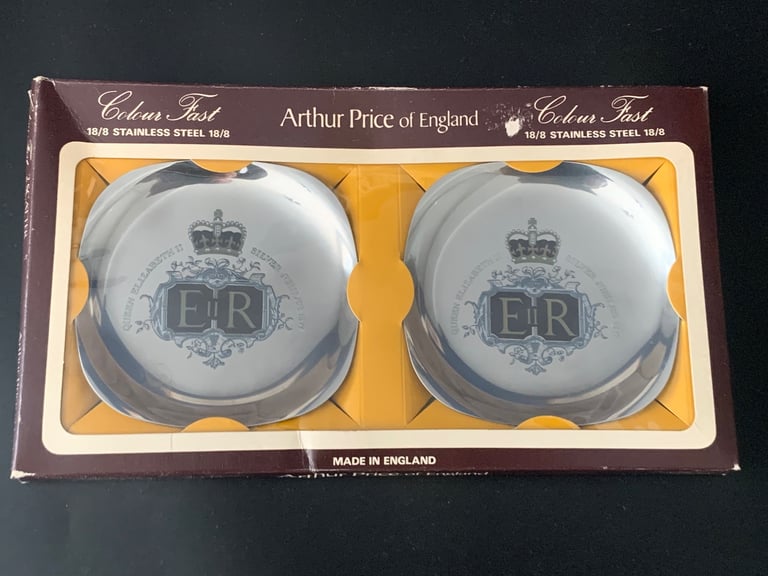 Colour Fast
18/8 STAINLESS STEEL 18/8
Arthur Price of England
Colour Fast
18/8 STAINLESS STEEL 18/8
QUEEN ELIZABETH II SILVER JUBILEE 1977
E II R
QUEEN ELIZABETH II SILVER JUBILEE 1977
E II R
MADE IN ENGLAND
Arthur Price of England